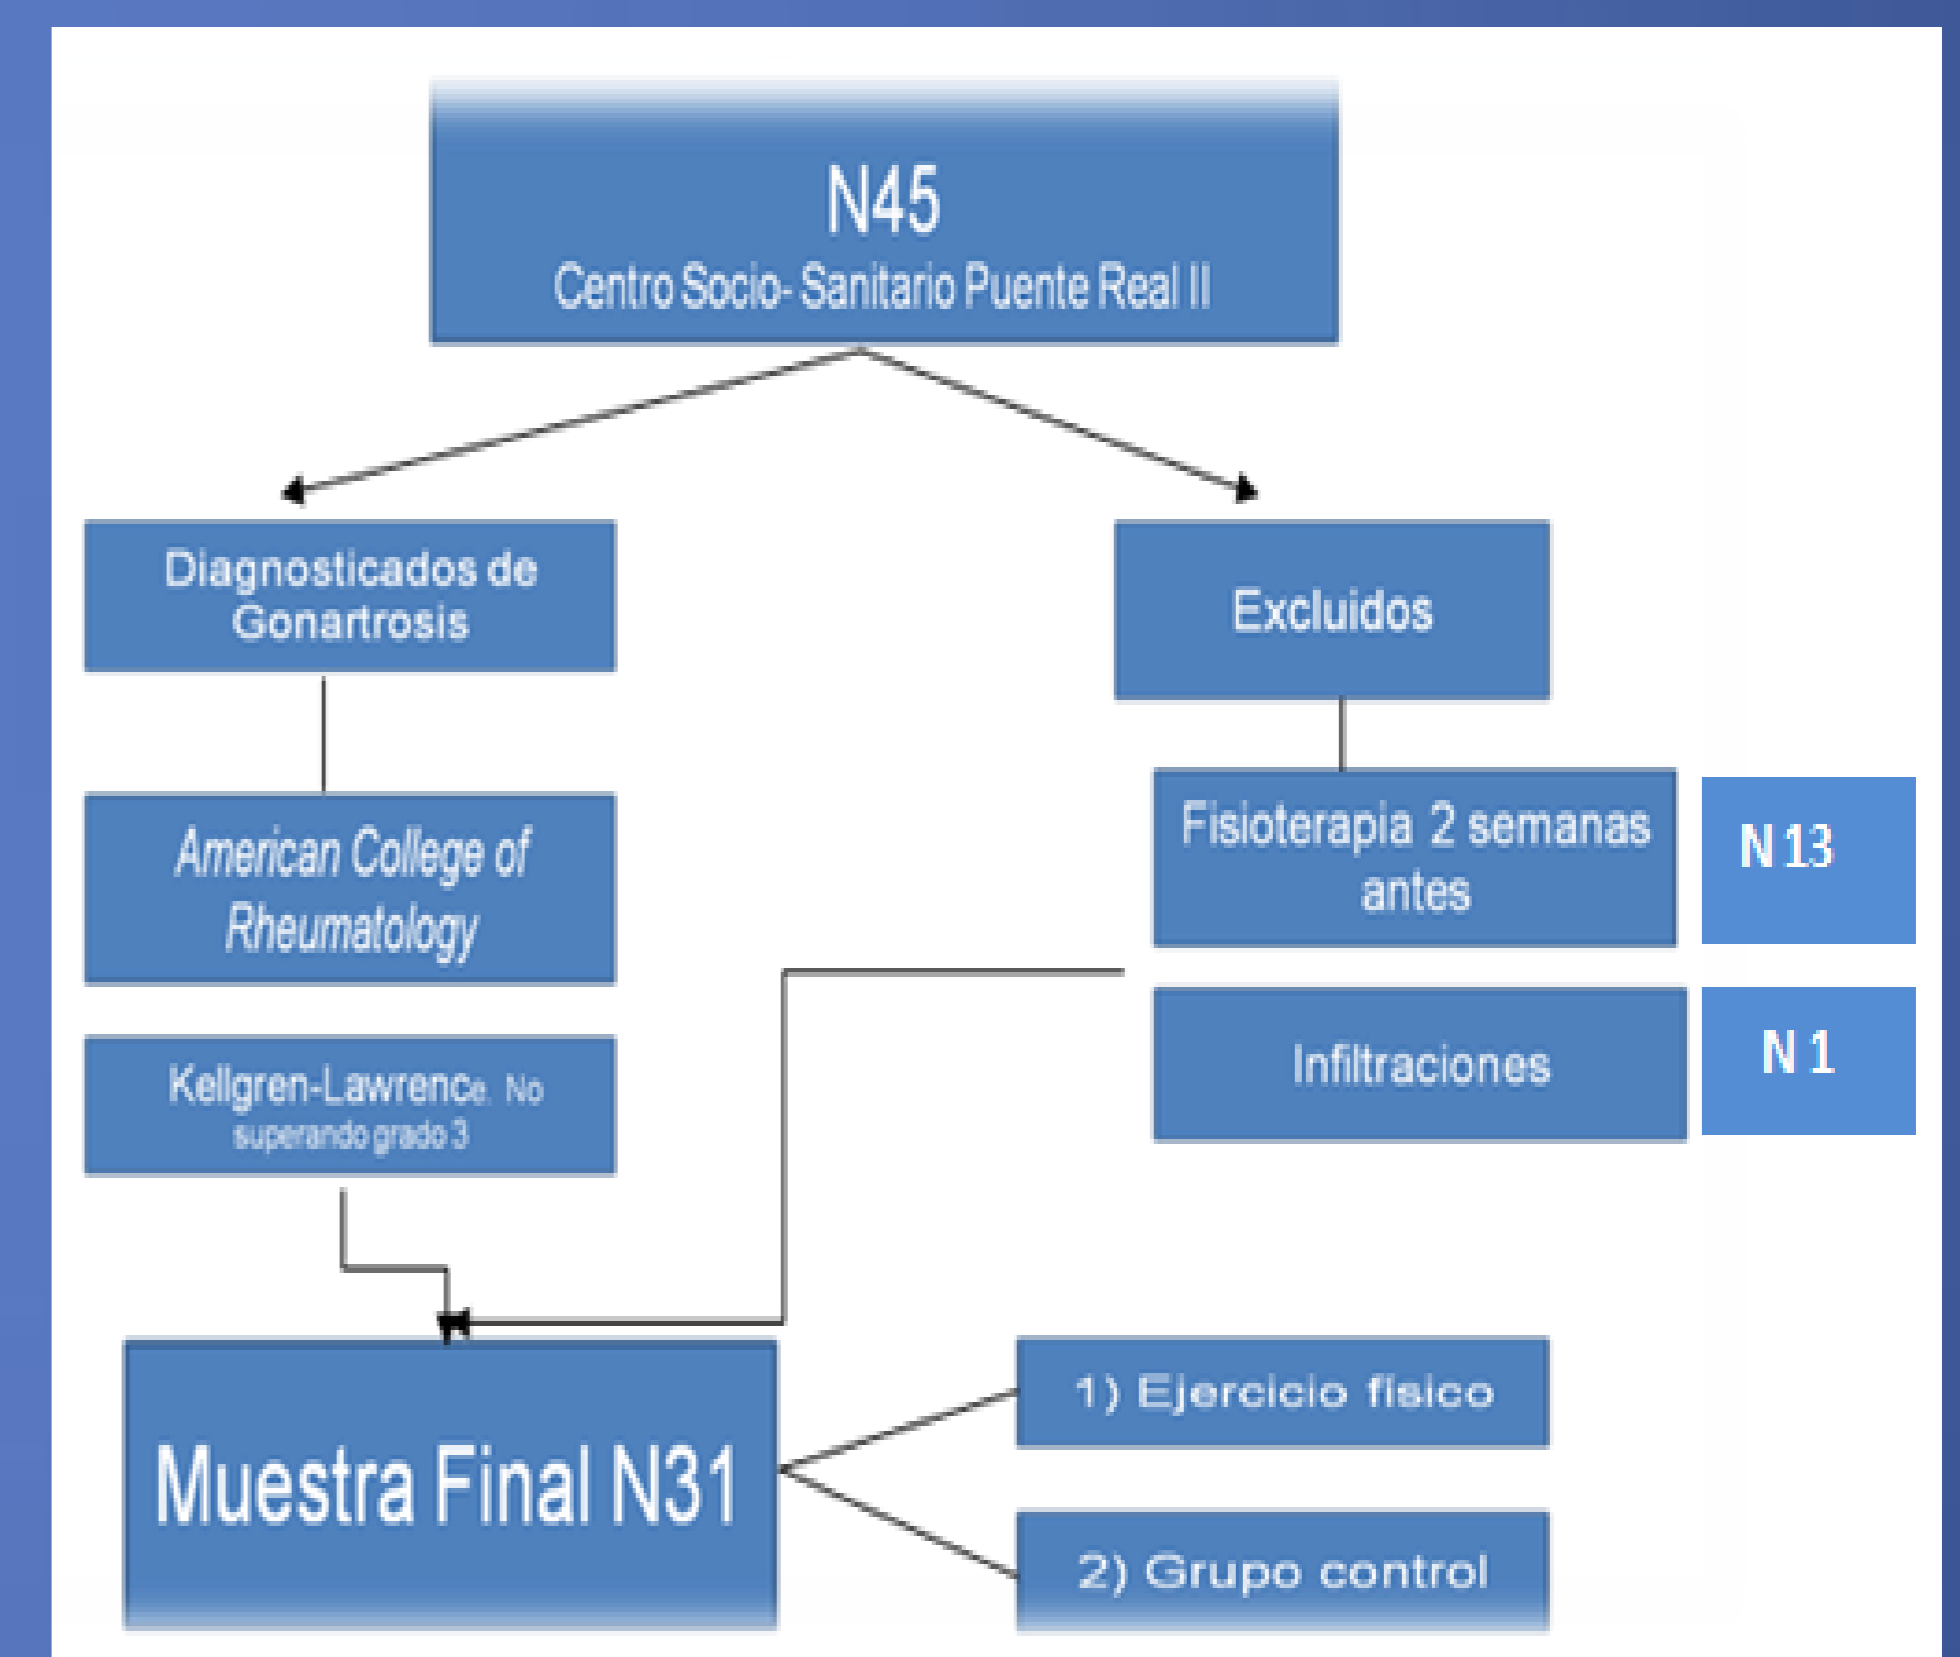 N45
Centro Socio- Sanitario Puente Real II
Diagnosticados de
Gonartrosis
Excluidos
American College of
Rheumatology
Fisioterapia 2 semanas
antes
N 13
Kellgren-Lawrence. No
superando grado 3
Infiltraciones
N 1
Muestra Final N31
1) Ejercicio físico
2) Grupo control